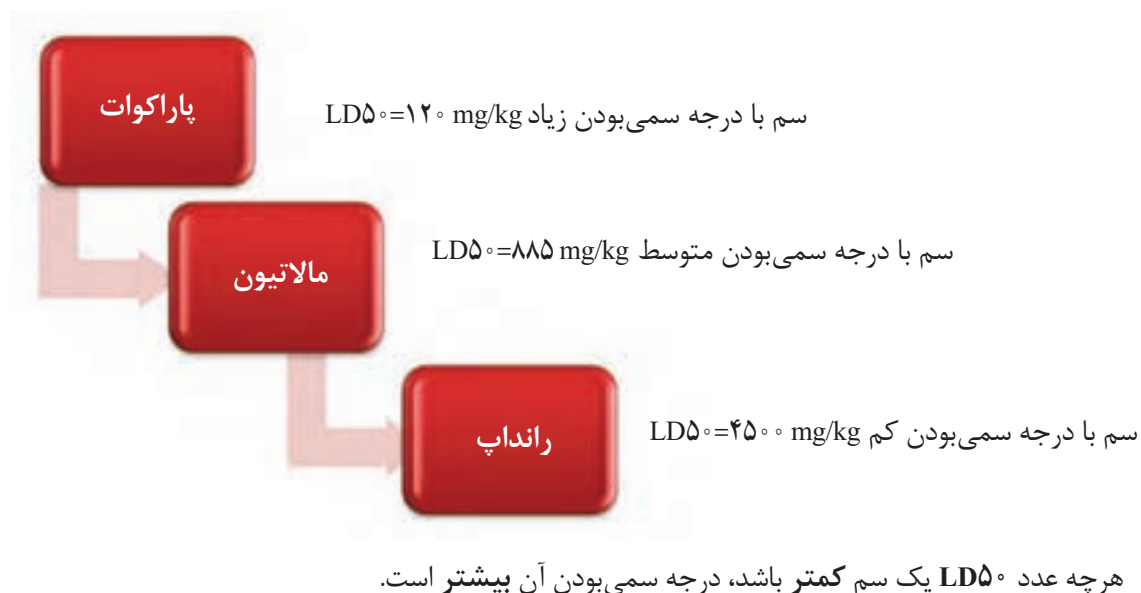 پاراکوات
سم با درجه سمی‌بودن زیاد LD۵۰=۱۲۰ mg/kg
مالاتیون
سم با درجه سمی‌بودن متوسط LD۵۰=۸۸۵ mg/kg
رانداپ
سم با درجه سمی‌بودن کم LD۵۰=۴۵۰۰ mg/kg
هرچه عدد LD۵۰ یک سم کمتر باشد، درجه سمی‌بودن آن بیشتر است.